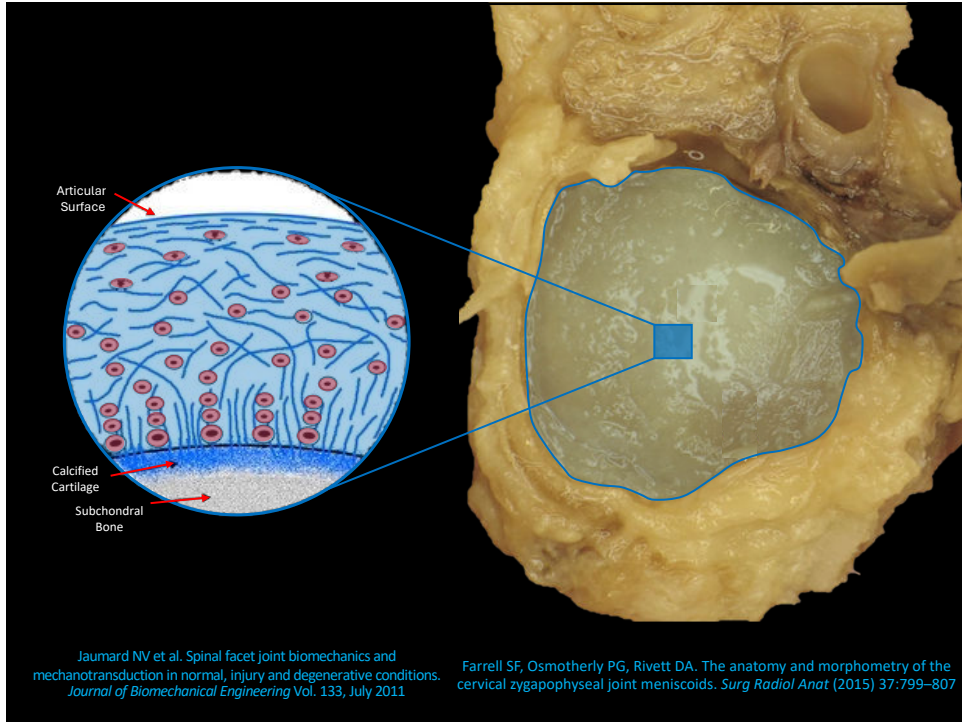 Articular
Surface
Calcified
Cartilage
Subchondral
Bone
Jaumard NV et al. Spinal facet joint biomechanics and
mechanotransduction in normal, injury and degenerative conditions.
Journal of Biomechanical Engineering Vol. 133, July 2011
Farrell SF, Osmotherly PG, Rivett DA. The anatomy and morphometry of the
cervical zygapophyseal joint meniscoids. Surg Radiol Anat (2015) 37:799–807